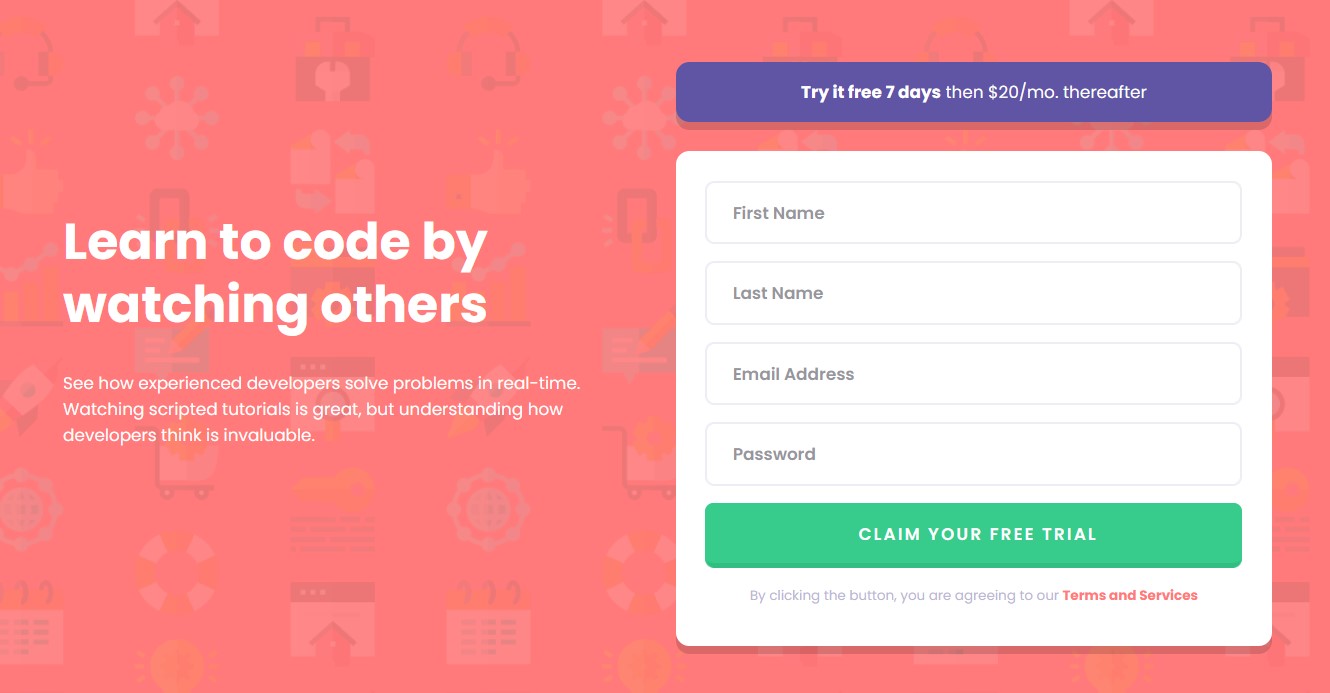 Learn to code by
watching others
See how experienced developers solve problems in real-time.
Watching scripted tutorials is great, but understanding how
developers think is invaluable.
Try it free 7 days then $20/mo. thereafter
First Name
Last Name
Email Address
Password
CLAIM YOUR FREE TRIAL
By clicking the button, you are agreeing to our Terms and Services